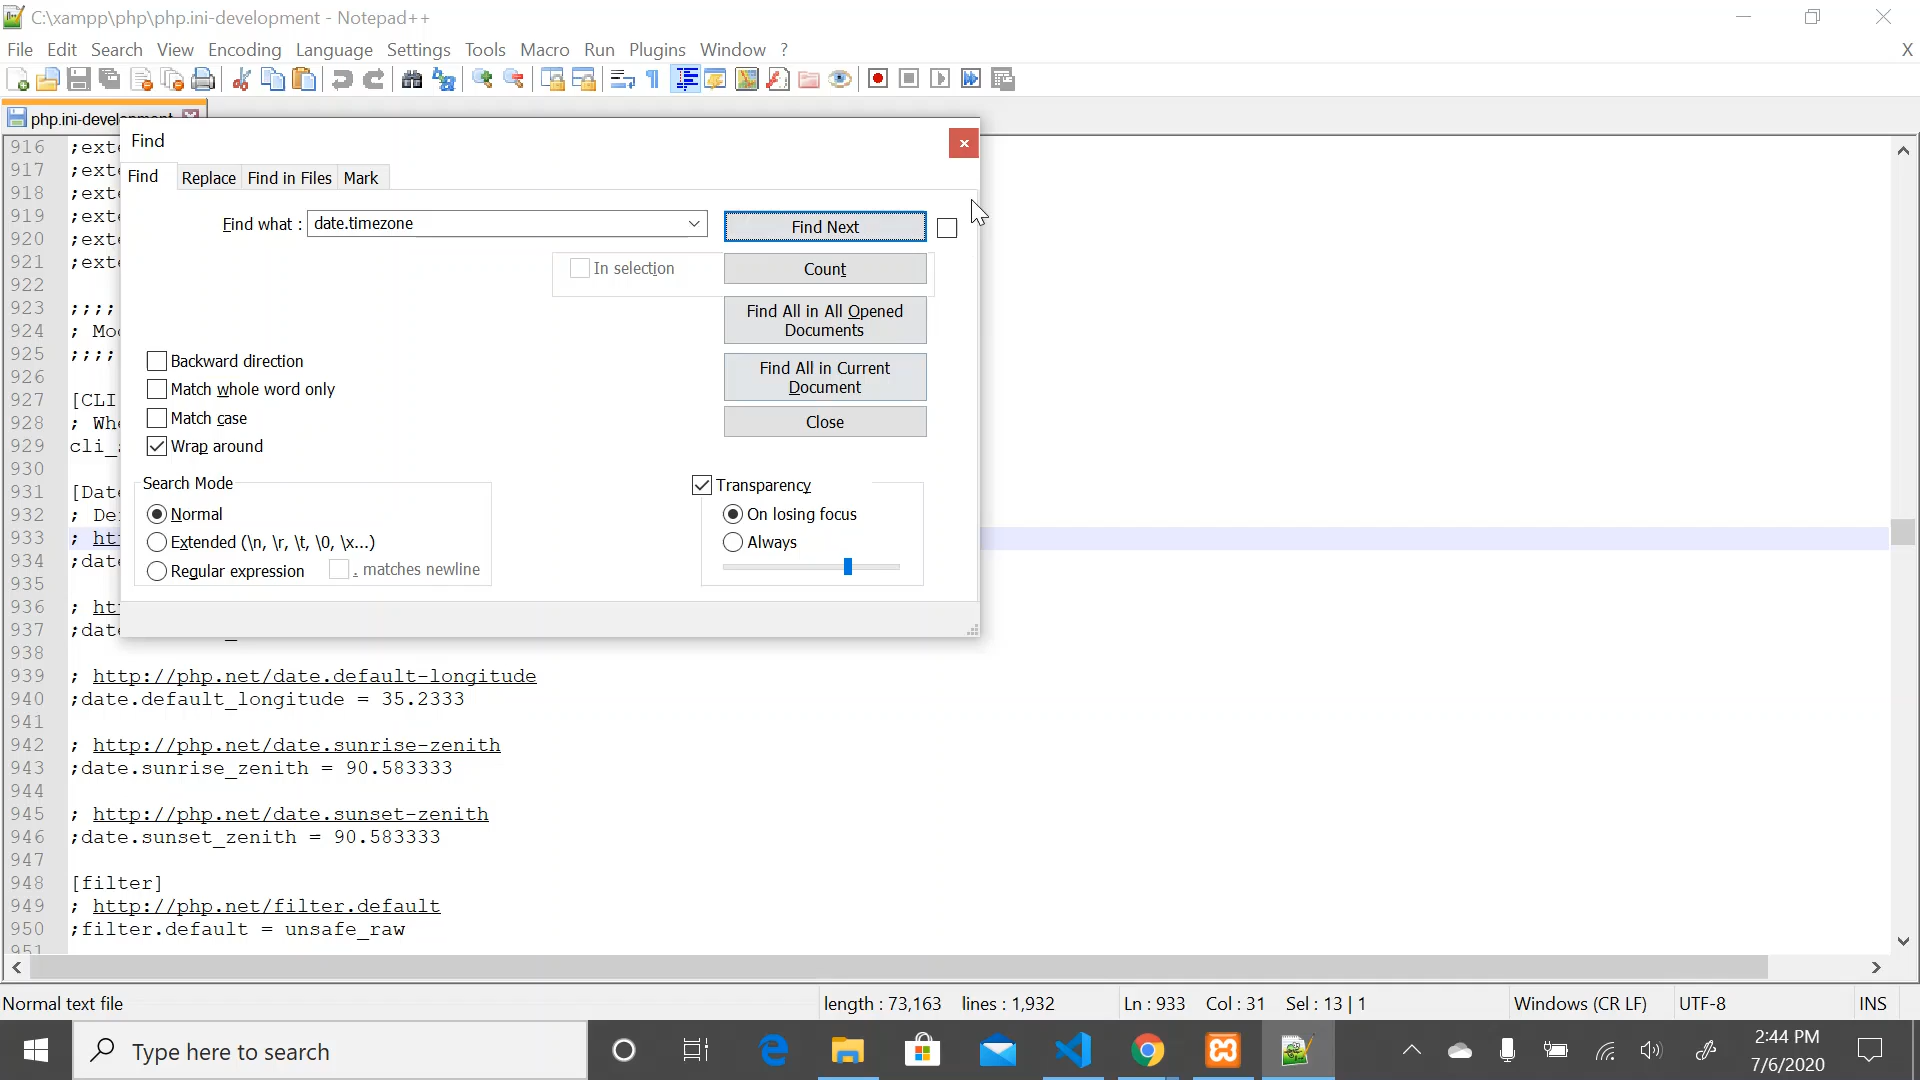 C:\xampp\php\php.ini-development - Notepad++
File Edit Search View Encoding Language Settings Tools Macro Run Plugins Window ? X
php.ini-development
Find
Find Replace Find in Files Mark
Find what : date.timezone Find Next
In selection Count
Find All in All Opened
Documents
Find All in Current
Document
Close
Backward direction
Match whole word only
Match case
Wrap around
Search Mode
Normal
Extended (\n, \r, \t, \0, \x...)
Regular expression . matches newline
Transparency
On losing focus
Always
916 ;ext
917 ;ext
918 ;ext
919 ;ext
920 ;ext
921 ;ext
922
923 ;;;;
924 ; Mo
925 ;;;;
926
927 [CLI
928 ; Wh
929 cli_
930
931 [Dat
932 ; De
933 ; ht
934 ;dat
935
936 ; ht
937 ;dat
938
939 ; http://php.net/date.default-longitude
940 ;date.default_longitude = 35.2333
941
942 ; http://php.net/date.sunrise-zenith
943 ;date.sunrise_zenith = 90.583333
944
945 ; http://php.net/date.sunset-zenith
946 ;date.sunset_zenith = 90.583333
947
948 [filter]
949 ; http://php.net/filter.default
950 ;filter.default = unsafe_raw
951
Normal text file length : 73,163 lines : 1,932 Ln : 933 Col : 31 Sel : 13 | 1 Windows (CR LF) UTF-8 INS
Type here to search
2:44 PM
7/6/2020